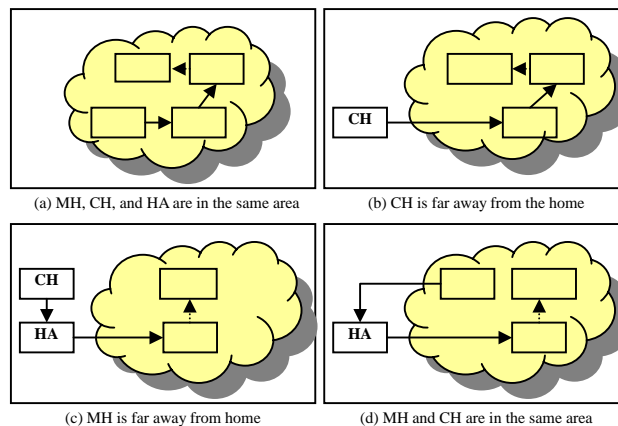 (a) MH, CH, and HA are in the same area
CH
(b) CH is far away from the home
CH
HA
(c) MH is far away from home
HA
(d) MH and CH are in the same area